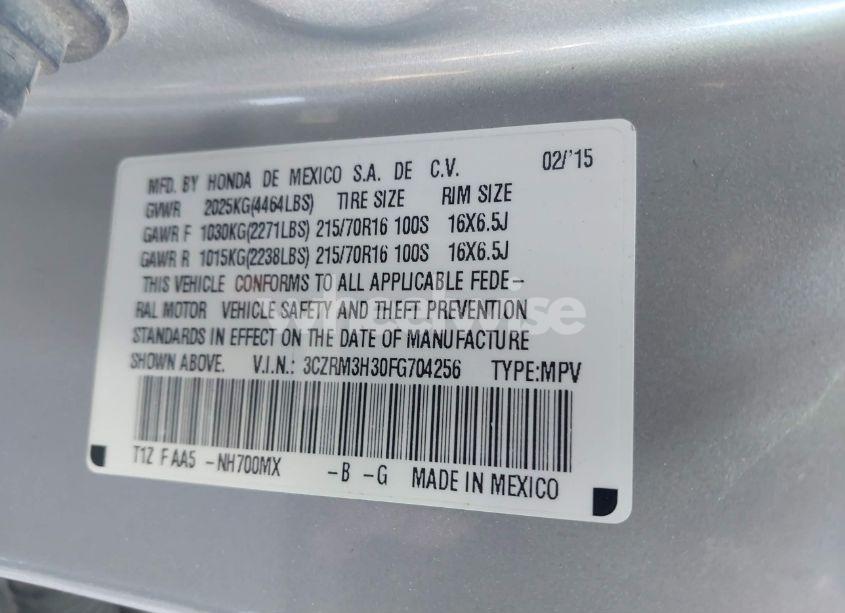 MFD. BY HONDA DE MEXICO S.A. DE C.V. 02/'15
GVWR 2025KG(4464LBS) TIRE SIZE RIM SIZE
GAWR F 1030KG(2271LBS) 215/70R16 100S 16X6.5J
GAWR R 1015KG(2238LBS) 215/70R16 100S 16X6.5J
THIS VEHICLE CONFORMS TO ALL APPLICABLE FEDE-
RAL MOTOR VEHICLE SAFETY AND THEFT PREVENTION
STANDARDS IN EFFECT ON THE DATE OF MANUFACTURE
SHOWN ABOVE. V.I.N.: 3CZRM3H30FG704256 TYPE:MPV
T1Z F AA5 -NH700MX -B -G MADE IN MEXICO